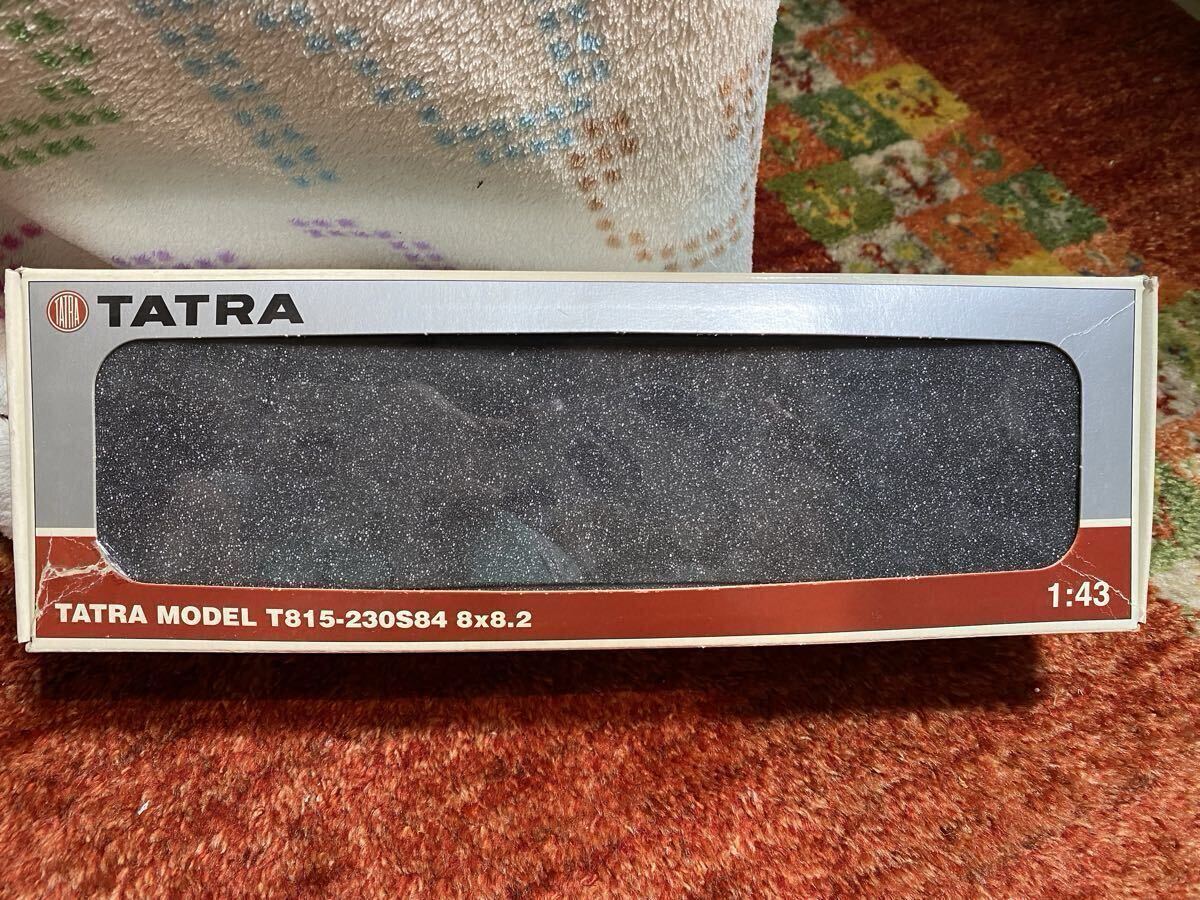 TATRA TATRA
TATRA MODEL T815-230S84 8x8.2
1:43